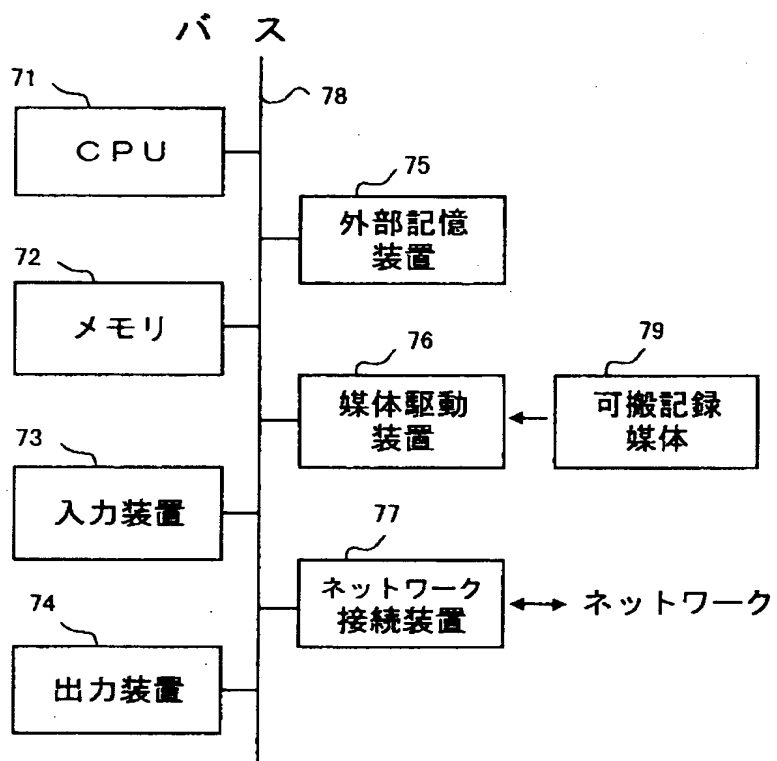 バス
71
78
CPU
75
外部記憶
装置
72
メモリ
76
79
媒体駆動
装置
可搬記録
媒体
73
入力装置
77
ネットワーク
接続装置
ネットワーク
74
出力装置